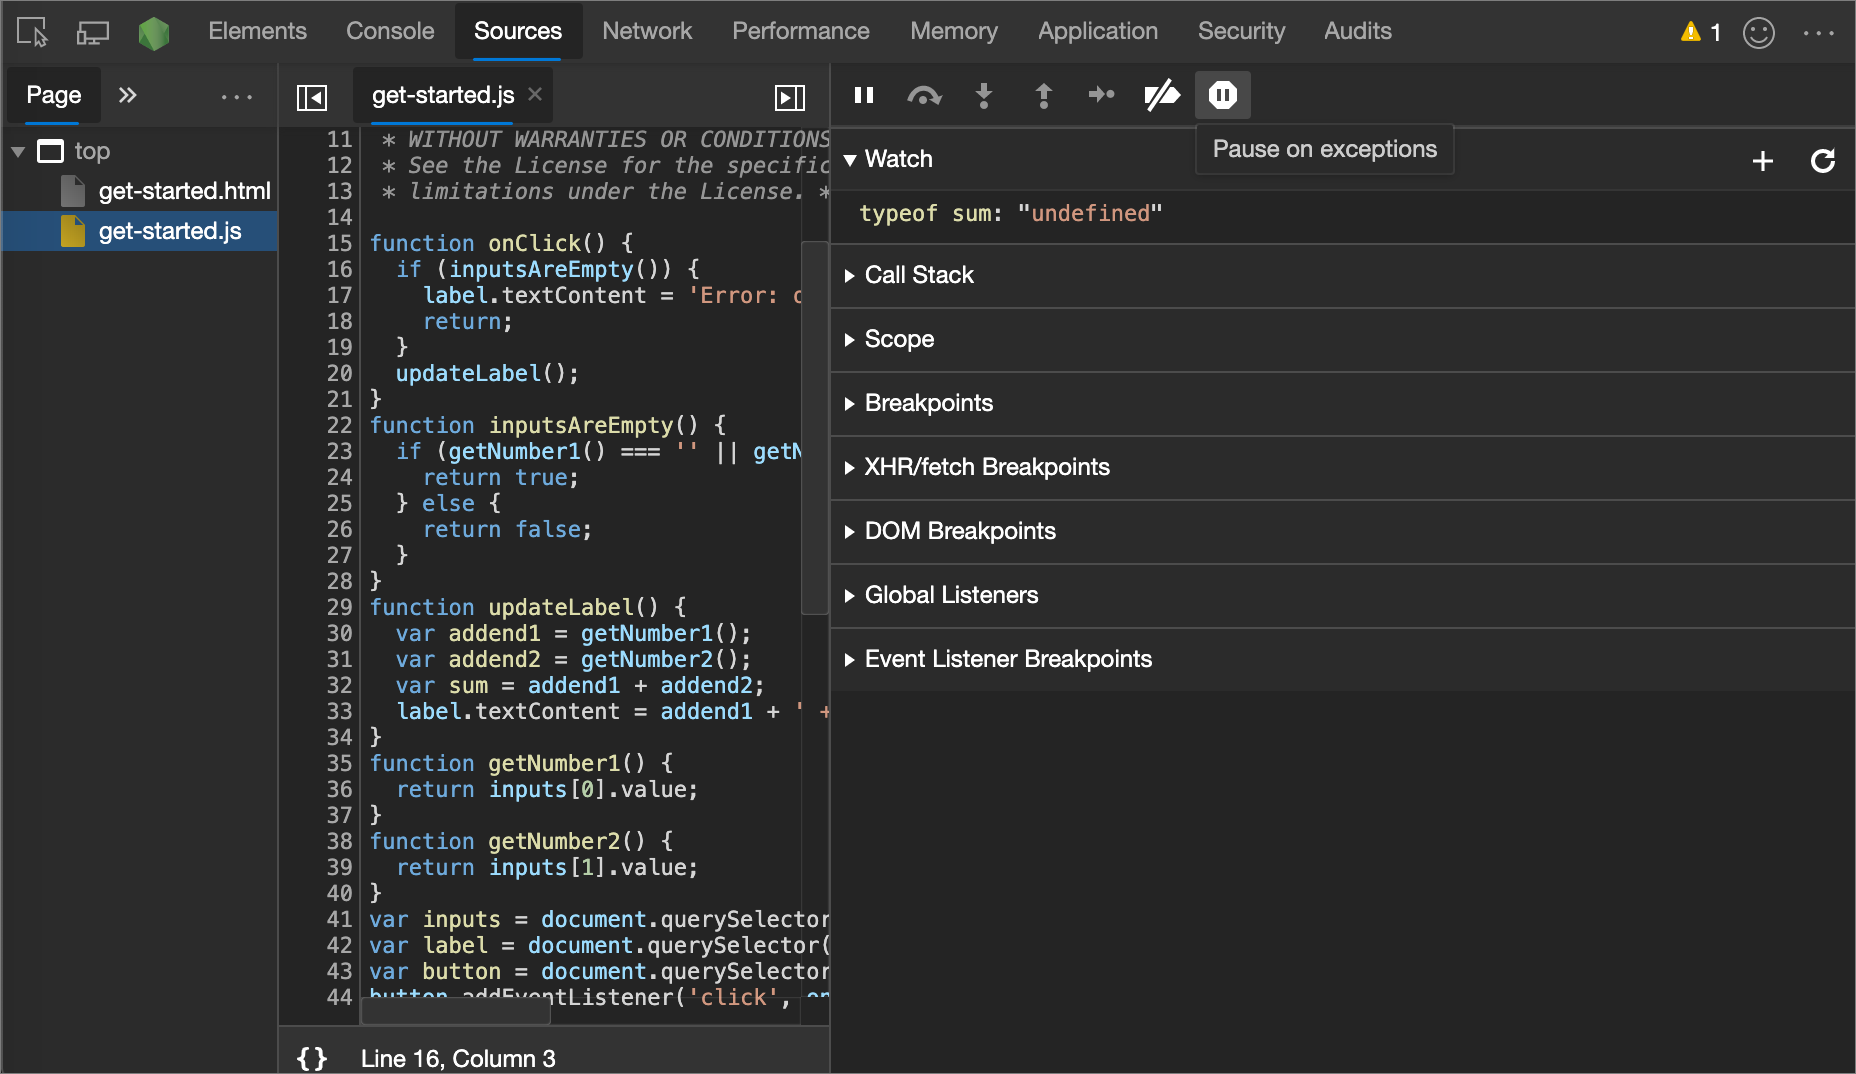 Elements Console Sources Network Performance Memory Application Security Audits 1
Page
get-started.js
Pause on exceptions
top
get-started.html
get-started.js
11 * WITHOUT WARRANTIES OR CONDITIONS
12 * See the License for the specific
13 * limitations under the License. *
14
15 function onClick() {
16 if (inputsAreEmpty()) {
17 label.textContent = 'Error: o
18 return;
19 }
20 updateLabel();
21 }
22 function inputsAreEmpty() {
23 if (getNumber1() === '' || getN
24 return true;
25 } else {
26 return false;
27 }
28 }
29 function updateLabel() {
30 var addend1 = getNumber1();
31 var addend2 = getNumber2();
32 var sum = addend1 + addend2;
33 label.textContent = addend1 + ' +
34 }
35 function getNumber1() {
36 return inputs[0].value;
37 }
38 function getNumber2() {
39 return inputs[1].value;
40 }
41 var inputs = document.querySelector
42 var label = document.querySelector(
43 var button = document.querySelector
44 button.addEventListener('click', on
{} Line 16, Column 3
Watch
typeof sum: "undefined"
Call Stack
Scope
Breakpoints
XHR/fetch Breakpoints
DOM Breakpoints
Global Listeners
Event Listener Breakpoints